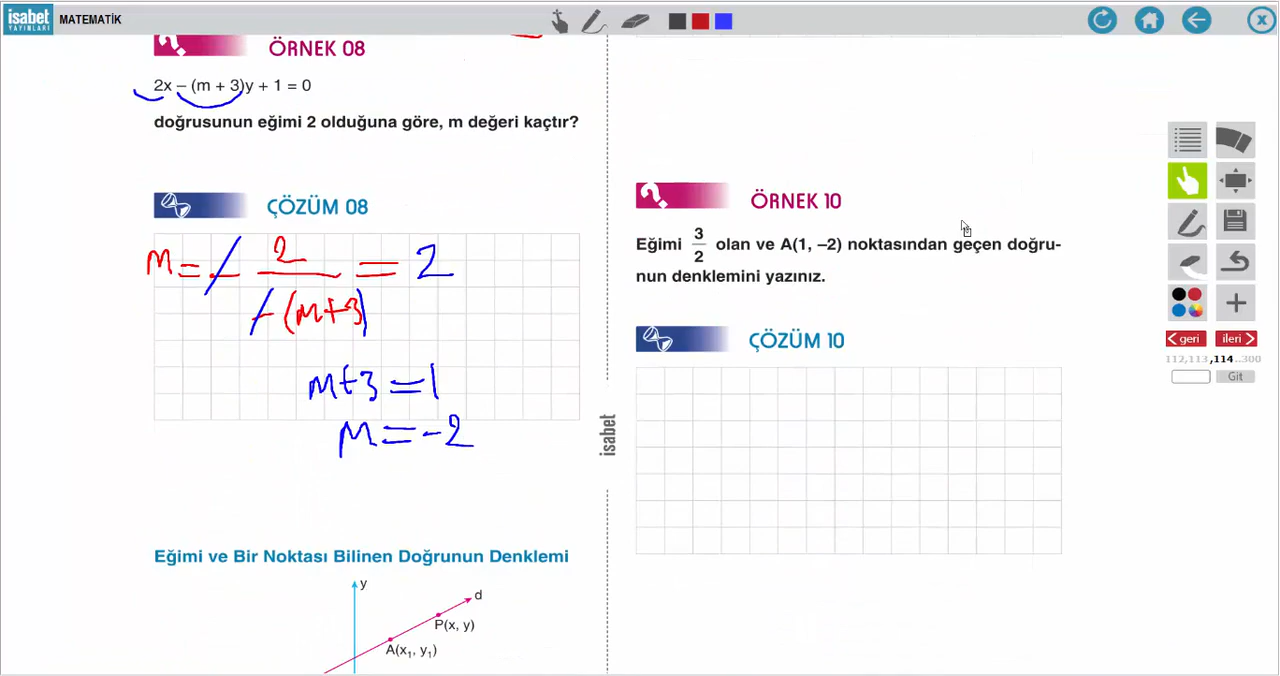 isabet
YAYINLARI
MATEMATİK
ÖRNEK 08
2x – (m + 3)y + 1 = 0
doğrusunun eğimi 2 olduğuna göre, m değeri kaçtır?
ÇÖZÜM 08
m = – 2 / –(m+3) = 2
m+3 = 1
m = -2
Eğimi ve Bir Noktası Bilinen Doğrunun Denklemi
y
d
P(x, y)
A(x₁, y₁)
isabet
ÖRNEK 10
Eğimi 3/2 olan ve A(1, –2) noktasından geçen doğru-
nun denklemini yazınız.
ÇÖZÜM 10
geri
ileri
112,113,114..300
Git